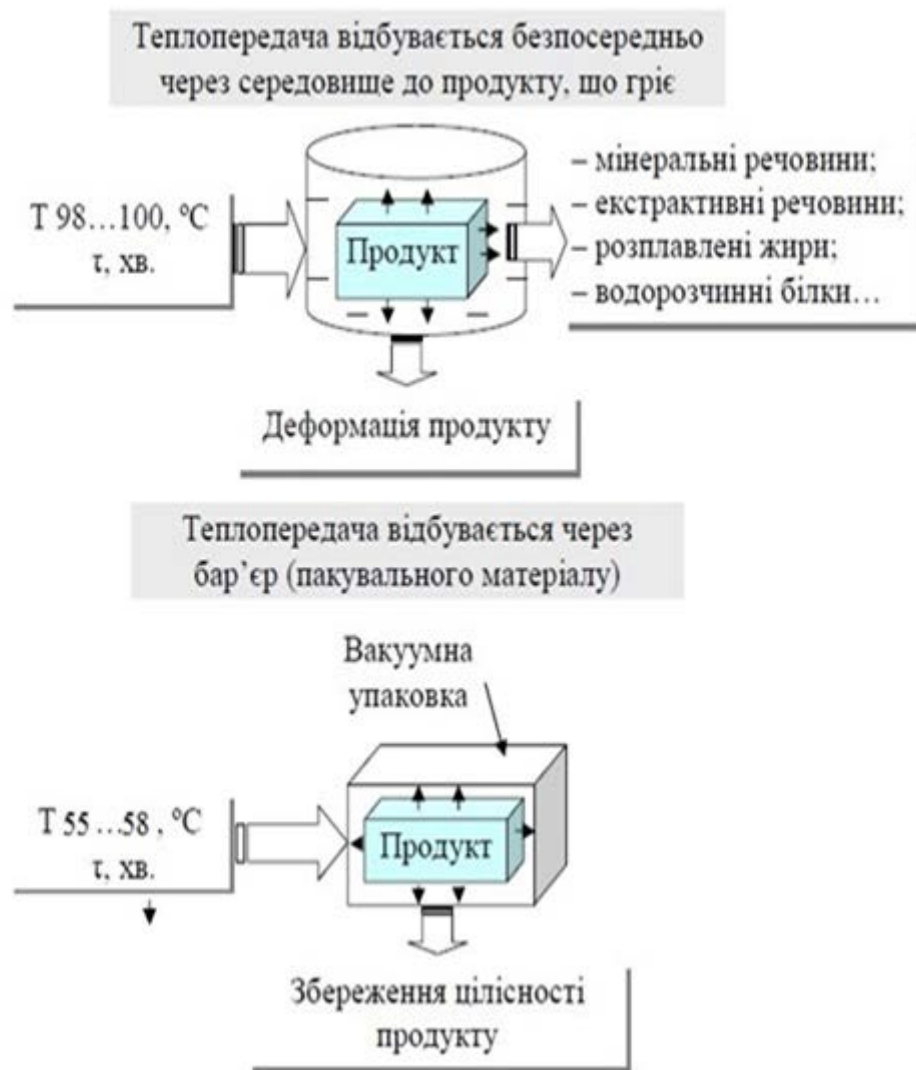 Теплопередача відбувається безпосередньо
через середовище до продукту, що гріє
Т 98...100, ºС
τ, хв.
Продукт
– мінеральні речовини;
– екстрактивні речовини;
– розплавлені жири;
– водорозчинні білки...
Деформація продукту
Теплопередача відбувається через
бар’єр (пакувального матеріалу)
Вакуумна
упаковка
Т 55 ...58 , ºС
τ, хв.
Продукт
Збереження цілісності
продукту